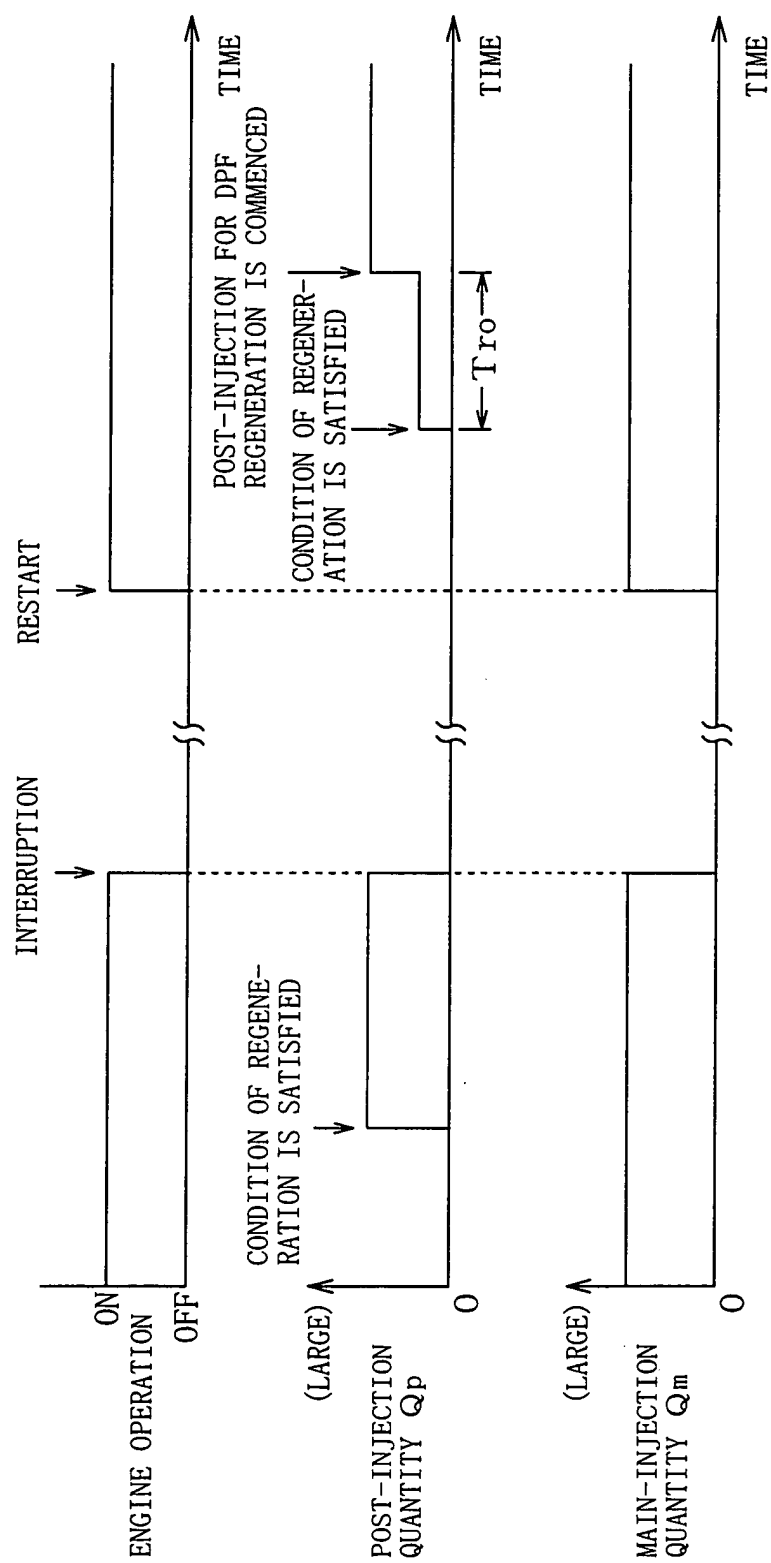 INTERRUPTION
RESTART
ON
OFF
ENGINE OPERATION
TIME
CONDITION OF REGENE-
RATION IS SATISFIED
POST-INJECTION FOR DPF
REGENERATION IS COMMENCED
CONDITION OF REGENER-
ATION IS SATISFIED
(LARGE)
POST-INJECTION
QUANTITY Qp
0
Tro
TIME
(LARGE)
MAIN-INJECTION
QUANTITY Qm
0
TIME